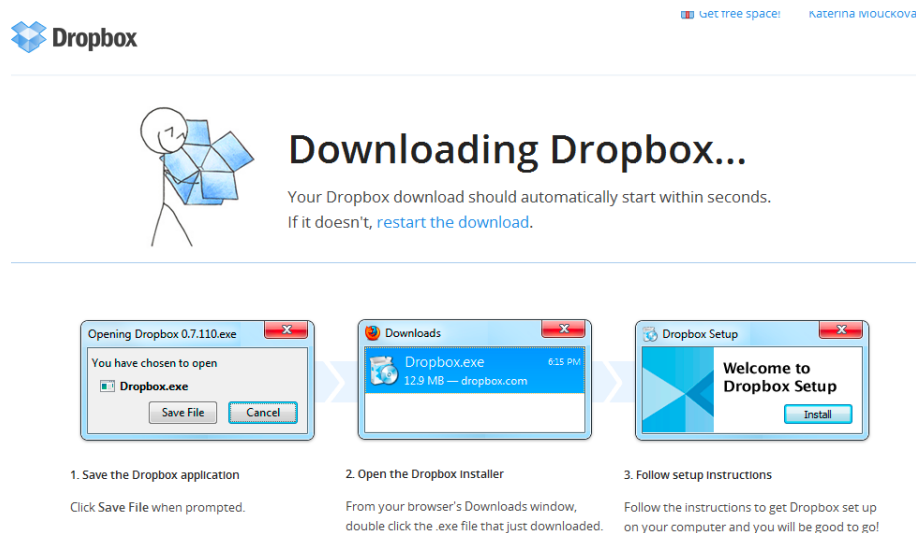 Get free space!
Katerina Mouckova
Dropbox
Downloading Dropbox...
Your Dropbox download should automatically start within seconds.
If it doesn't, restart the download.
Opening Dropbox 0.7.110.exe
You have chosen to open
Dropbox.exe
Save File
Cancel
Downloads
Dropbox.exe
6:15 PM
12.9 MB — dropbox.com
Dropbox Setup
Welcome to
Dropbox Setup
Install
1. Save the Dropbox application
Click Save File when prompted.
2. Open the Dropbox installer
From your browser's Downloads window,
double click the .exe file that just downloaded.
3. Follow setup instructions
Follow the instructions to get Dropbox set up
on your computer and you will be good to go!